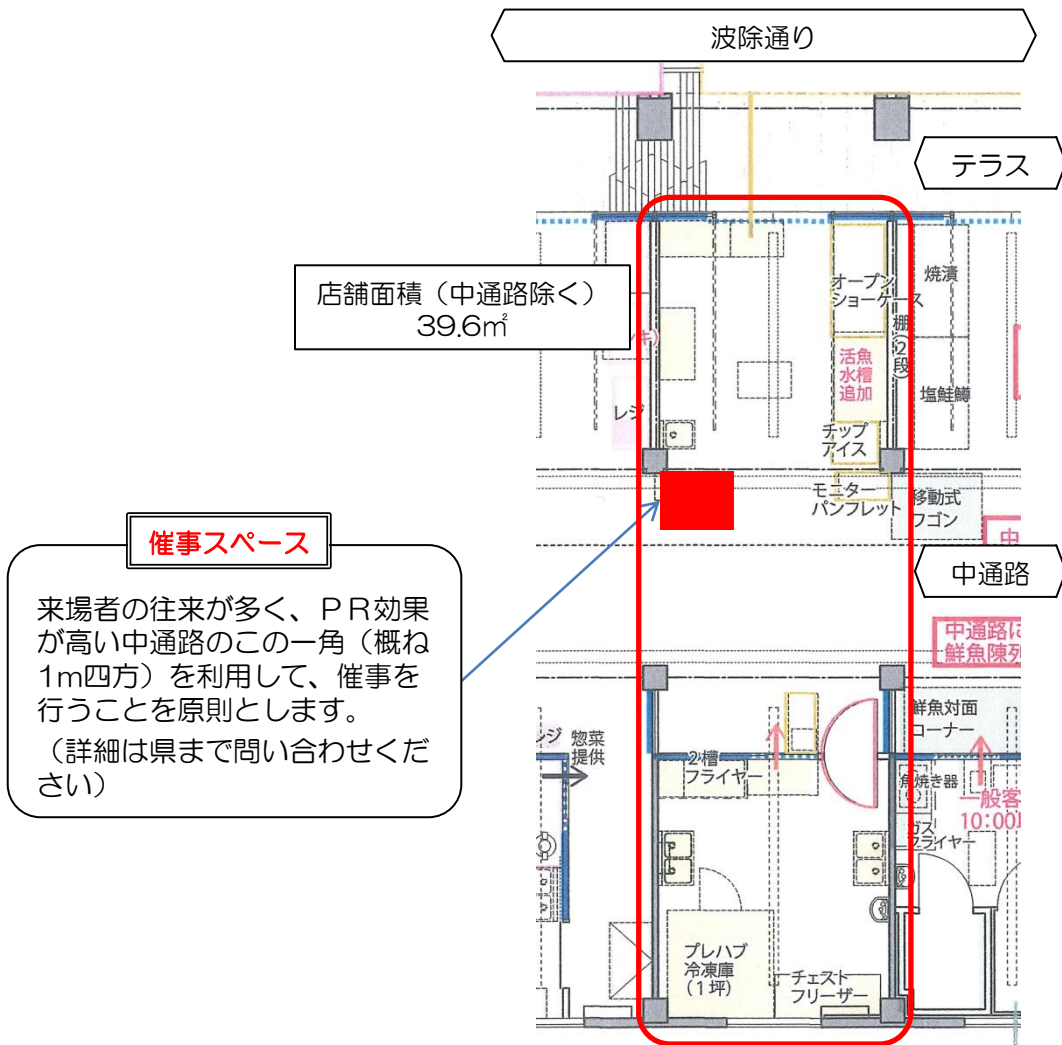 波除通り
テラス
店舗面積（中通路除く）
39.6㎡
オープン
ショーケース
棚(2段)
焼漬
活魚
水槽
追加
塩鮭鱒
キ)
レジ
チップ
アイス
モニター
パンフレット
移動式
ワゴン
中
催事スペース
中通路
来場者の往来が多く、ＰＲ効果
が高い中通路のこの一角（概ね
1m四方）を利用して、催事を
行うことを原則とします。
（詳細は県まで問い合わせくだ
さい）
中通路に
鮮魚陳列
鮮魚対面
コーナー
レジ
惣菜
提供
2槽
フライヤー
魚焼き器
一般客
10:00
ガス
フライヤー
プレハブ
冷凍庫
(1坪)
チェスト
フリーザー